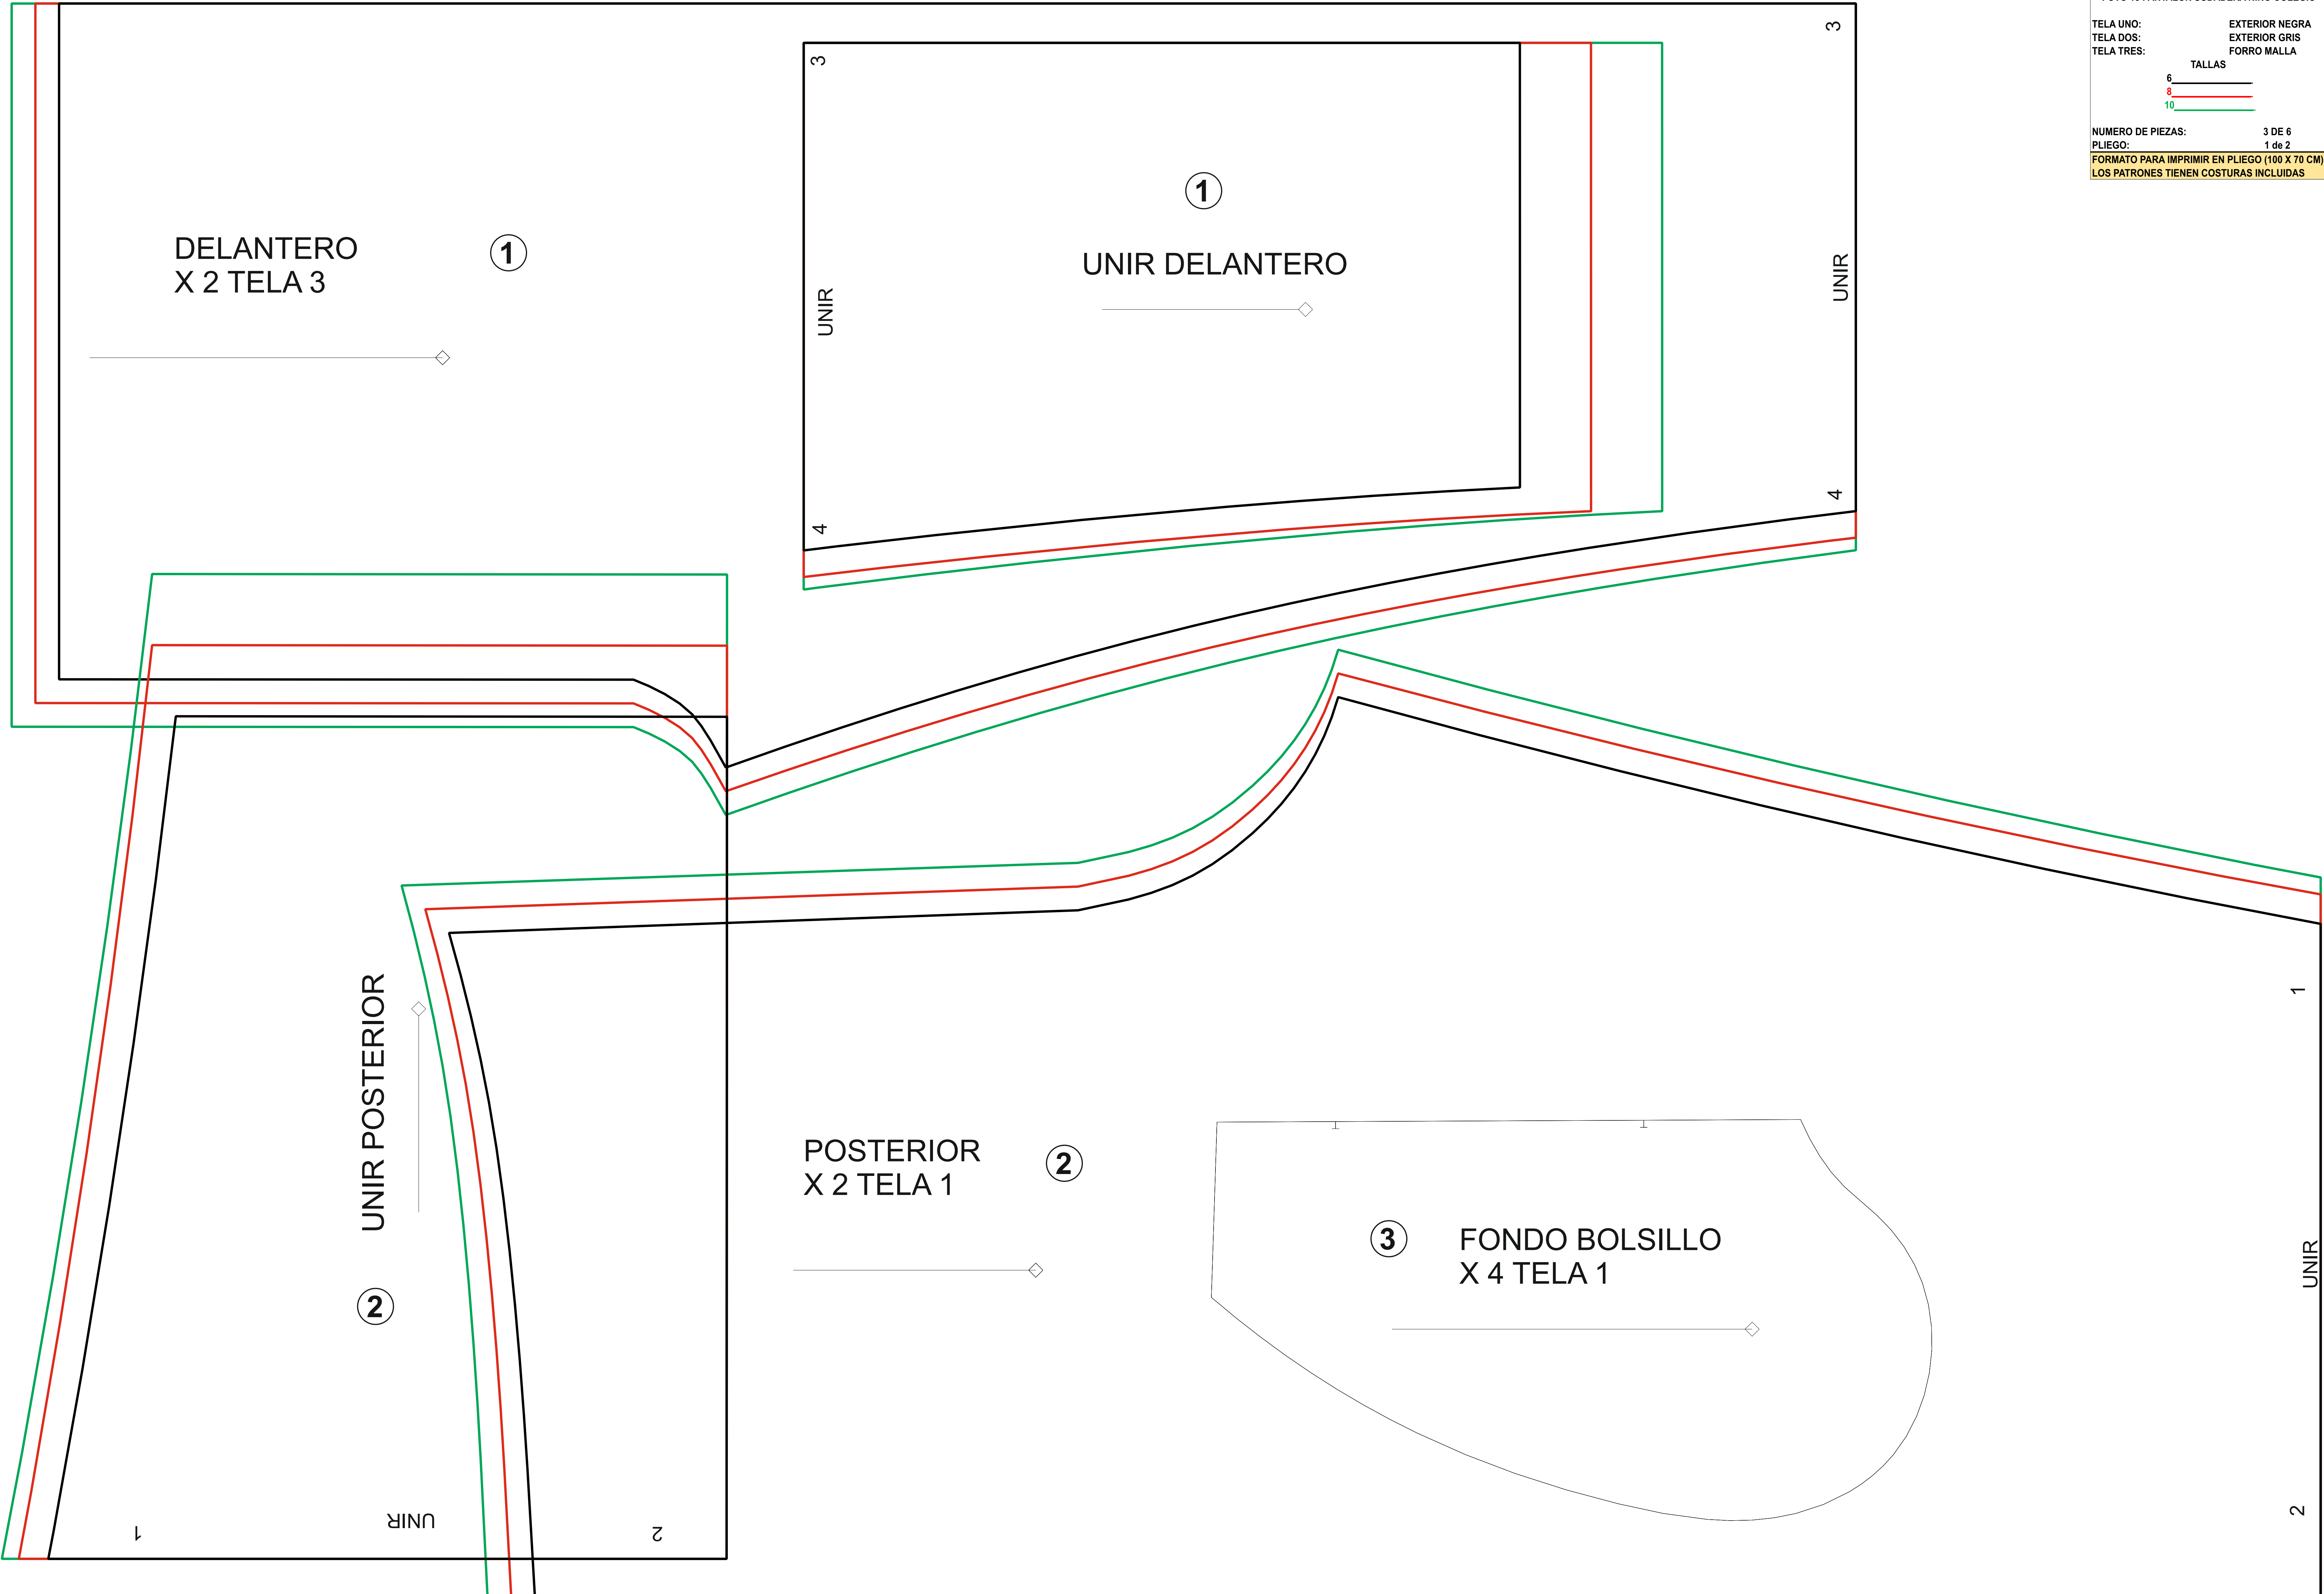 TELA UNO: EXTERIOR NEGRA
TELA DOS: EXTERIOR GRIS
TELA TRES: FORRO MALLA
TALLAS
6
8
10
NUMERO DE PIEZAS: 3 DE 6
PLIEGO: 1 de 2
FORMATO PARA IMPRIMIR EN PLIEGO (100 X 70 CM)
LOS PATRONES TIENEN COSTURAS INCLUIDAS
DELANTERO
X 2 TELA 3
1
3
UNIR
4
1
UNIR DELANTERO
3
UNIR
4
UNIR POSTERIOR
2
1
UNIR
2
POSTERIOR
X 2 TELA 1
2
3
FONDO BOLSILLO
X 4 TELA 1
1
UNIR
2